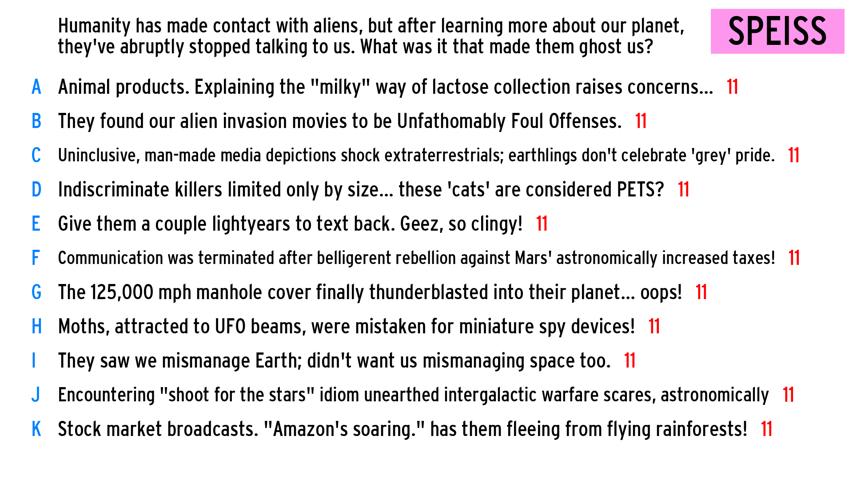 Humanity has made contact with aliens, but after learning more about our planet,
they've abruptly stopped talking to us. What was it that made them ghost us?
SPEISS
A Animal products. Explaining the "milky" way of lactose collection raises concerns... 11
B They found our alien invasion movies to be Unfathomably Foul Offenses. 11
C Uninclusive, man-made media depictions shock extraterrestrials; earthlings don't celebrate 'grey' pride. 11
D Indiscriminate killers limited only by size... these 'cats' are considered PETS? 11
E Give them a couple lightyears to text back. Geez, so clingy! 11
F Communication was terminated after belligerent rebellion against Mars' astronomically increased taxes! 11
G The 125,000 mph manhole cover finally thunderblasted into their planet... oops! 11
H Moths, attracted to UFO beams, were mistaken for miniature spy devices! 11
I They saw we mismanage Earth; didn't want us mismanaging space too. 11
J Encountering "shoot for the stars" idiom unearthed intergalactic warfare scares, astronomically 11
K Stock market broadcasts. "Amazon's soaring." has them fleeing from flying rainforests! 11